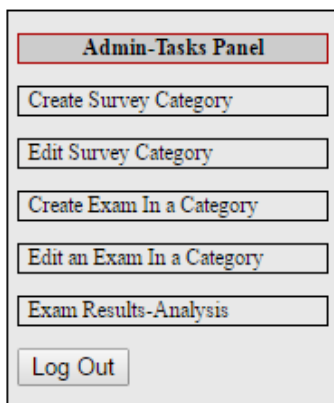 Admin-Tasks Panel
Create Survey Category
Edit Survey Category
Create Exam In a Category
Edit an Exam In a Category
Exam Results-Analysis
Log Out